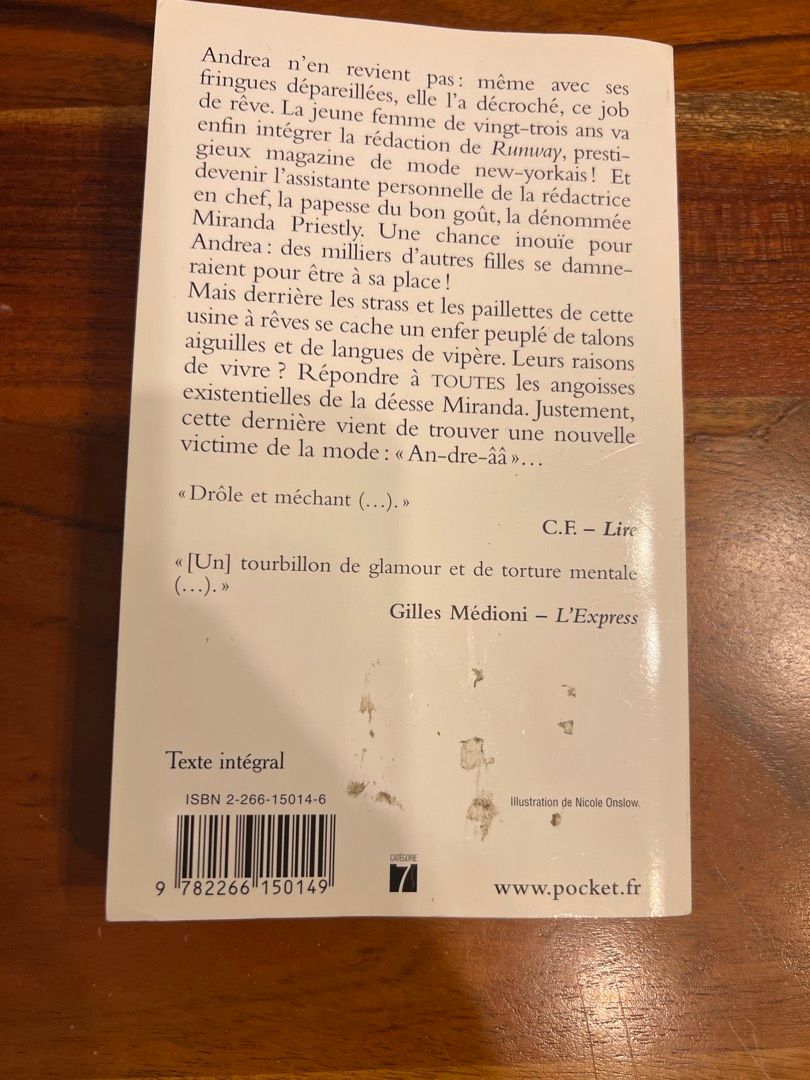 Andrea n'en revient pas : même avec ses
fringues dépareillées, elle l'a décroché, ce job
de rêve. La jeune femme de vingt-trois ans va
enfin intégrer la rédaction de Runway, presti-
gieux magazine de mode new-yorkais ! Et
devenir l'assistante personnelle de la rédactrice
en chef, la papesse du bon goût, la dénommée
Miranda Priestly. Une chance inouïe pour
Andrea : des milliers d'autres filles se damne-
raient pour être à sa place !
Mais derrière les strass et les paillettes de cette
usine à rêves se cache un enfer peuplé de talons
aiguilles et de langues de vipère. Leurs raisons
de vivre ? Répondre à TOUTES les angoisses
existentielles de la déesse Miranda. Justement,
cette dernière vient de trouver une nouvelle
victime de la mode : « An-dre-ââ »…
« Drôle et méchant (…). »
C.F. – Lire
« [Un] tourbillon de glamour et de torture mentale
(…). »
Gilles Médioni – L'Express
Texte intégral
ISBN 2-266-15014-6
Illustration de Nicole Onslow.
CATÉGORIE
7
9 782266 150149
www.pocket.fr